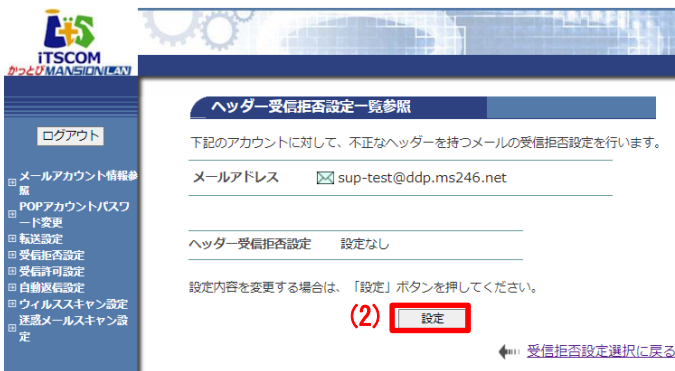 iTSCOM
かっとびMANSIONLAN
ログアウト
メールアカウント情報参
照
POPアカウントパスワ
ード変更
転送設定
受信拒否設定
受信許可設定
自動返信設定
ウィルススキャン設定
迷惑メールスキャン設
定
ヘッダー受信拒否設定一覧参照
下記のアカウントに対して、不正なヘッダーを持つメールの受信拒否設定を行います。
メールアドレス sup-test@ddp.ms246.net
ヘッダー受信拒否設定 設定なし
設定内容を変更する場合は、「設定」ボタンを押してください。
(2) 設定
受信拒否設定選択に戻る